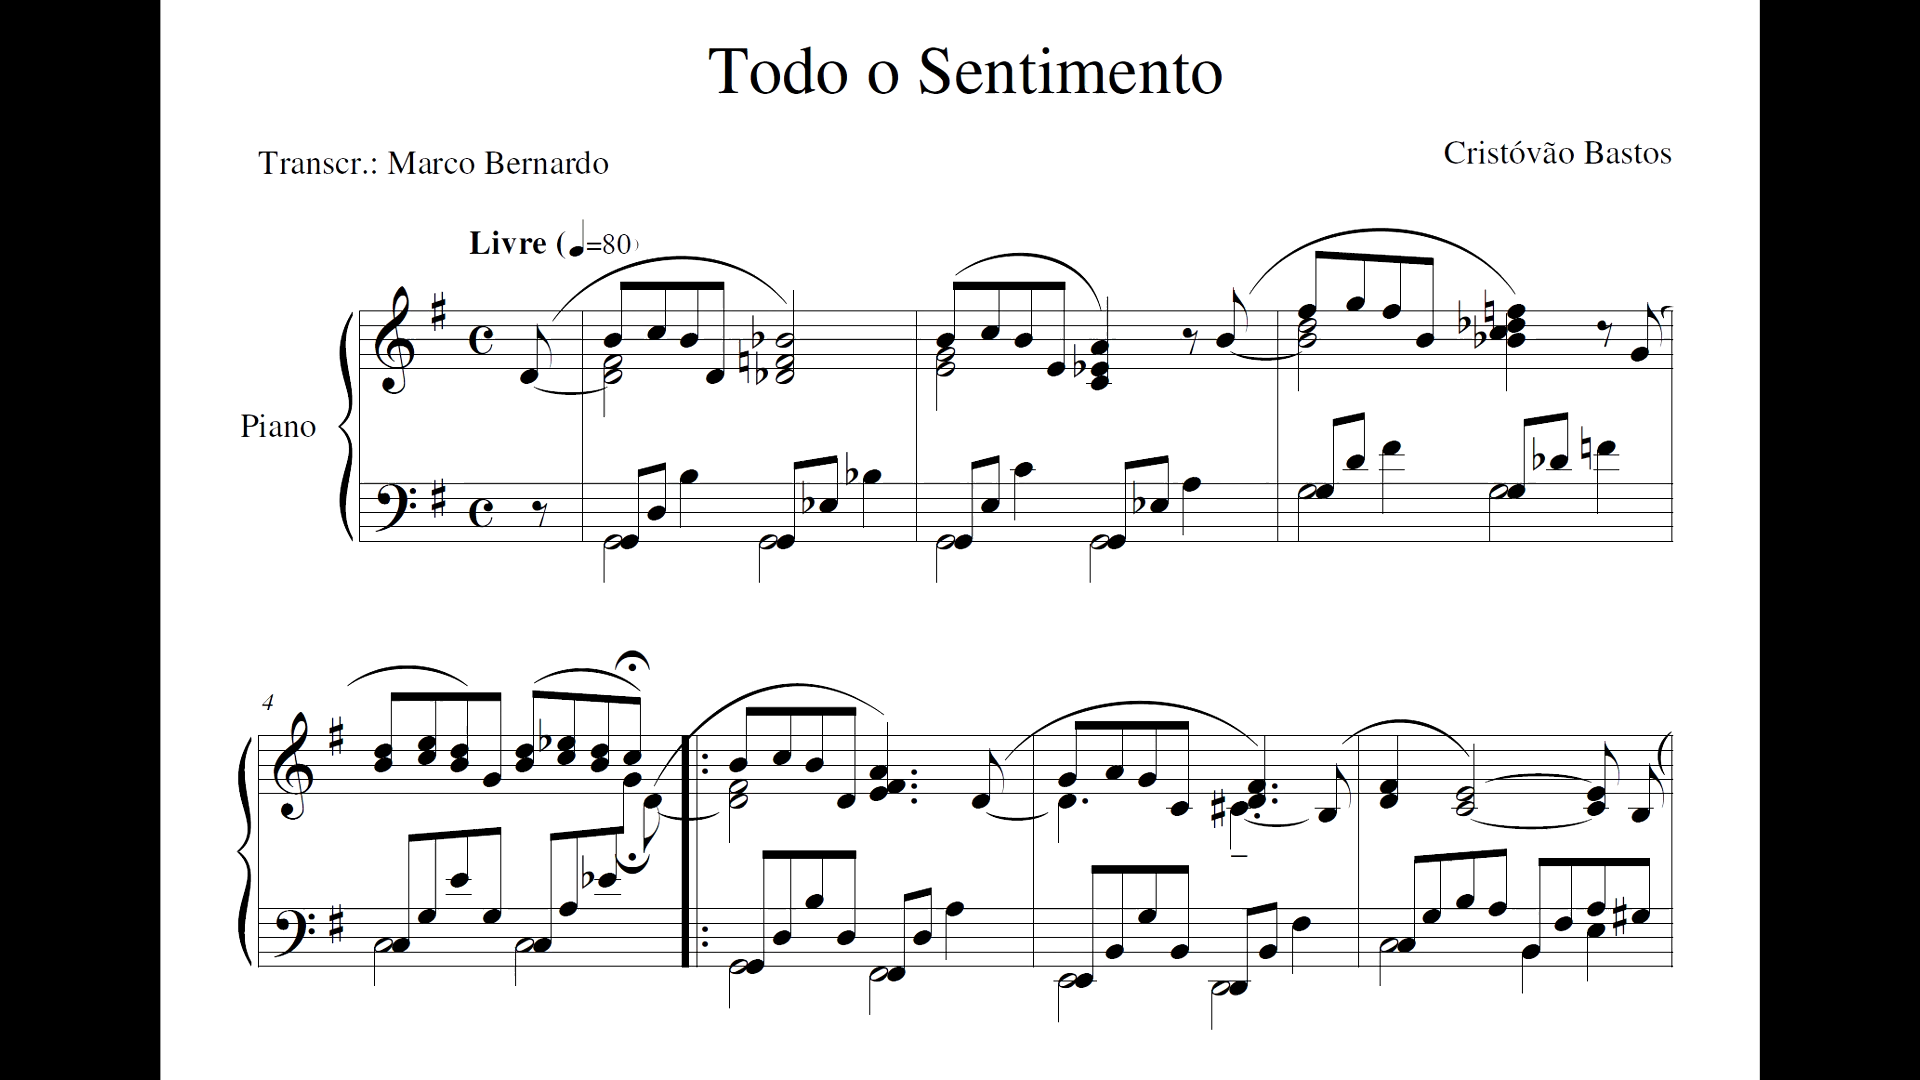 Todo o Sentimento
Transcr.: Marco Bernardo
Cristóvão Bastos
Livre (♩=80)
Piano
4